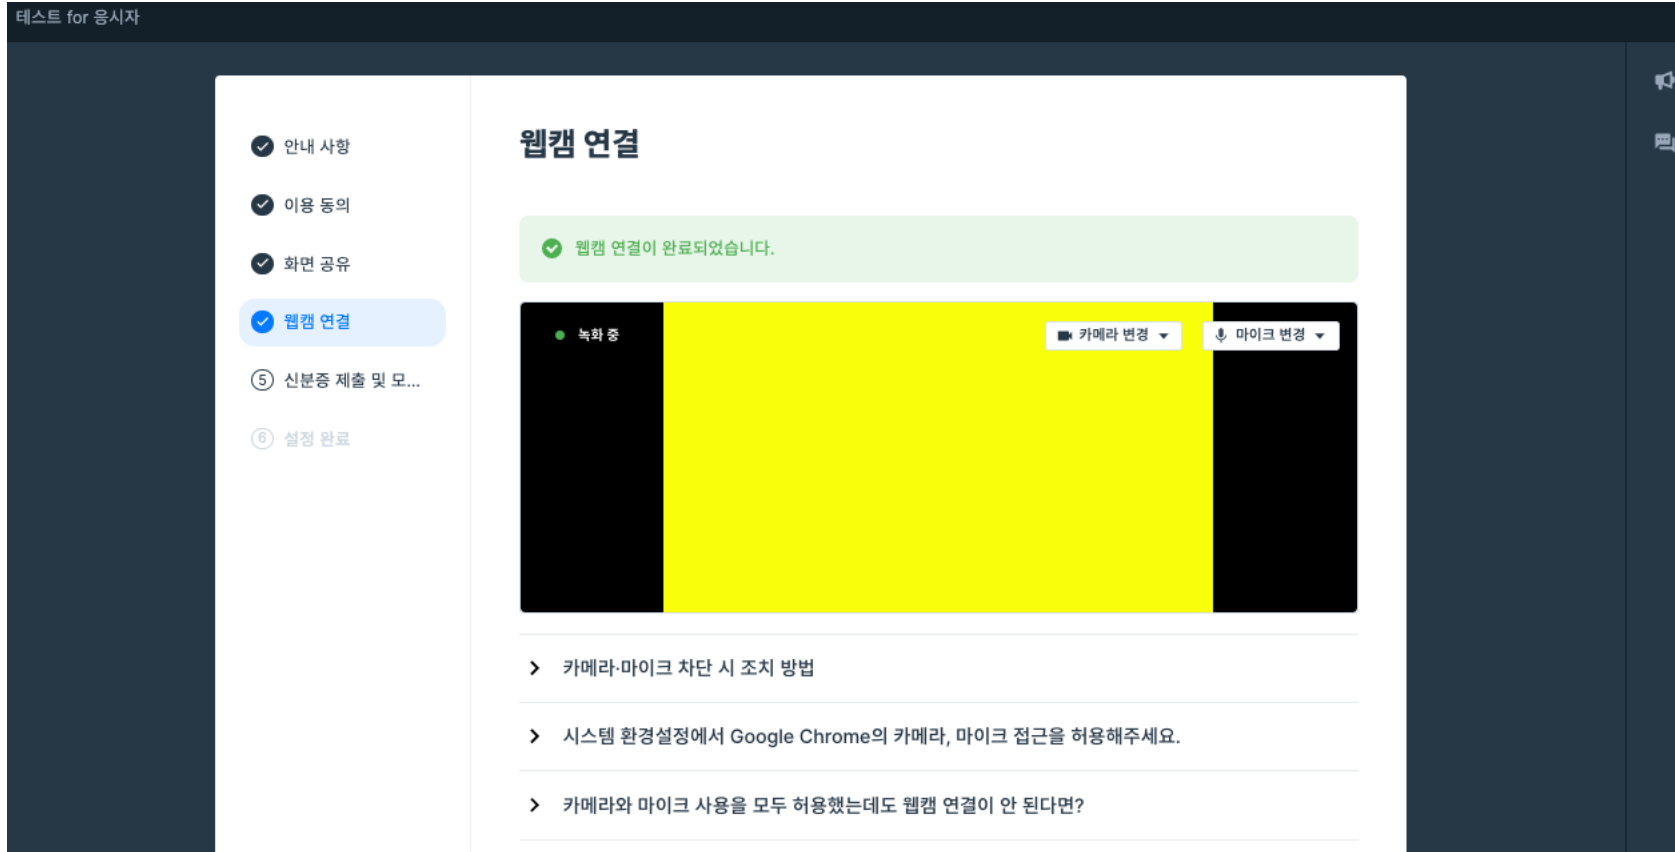 테스트 for 응시자
안내 사항
이용 동의
화면 공유
웹캠 연결
5 신분증 제출 및 모...
6 설정 완료
웹캠 연결
웹캠 연결이 완료되었습니다.
녹화 중
카메라 변경
마이크 변경
카메라·마이크 차단 시 조치 방법
시스템 환경설정에서 Google Chrome의 카메라, 마이크 접근을 허용해주세요.
카메라와 마이크 사용을 모두 허용했는데도 웹캠 연결이 안 된다면?